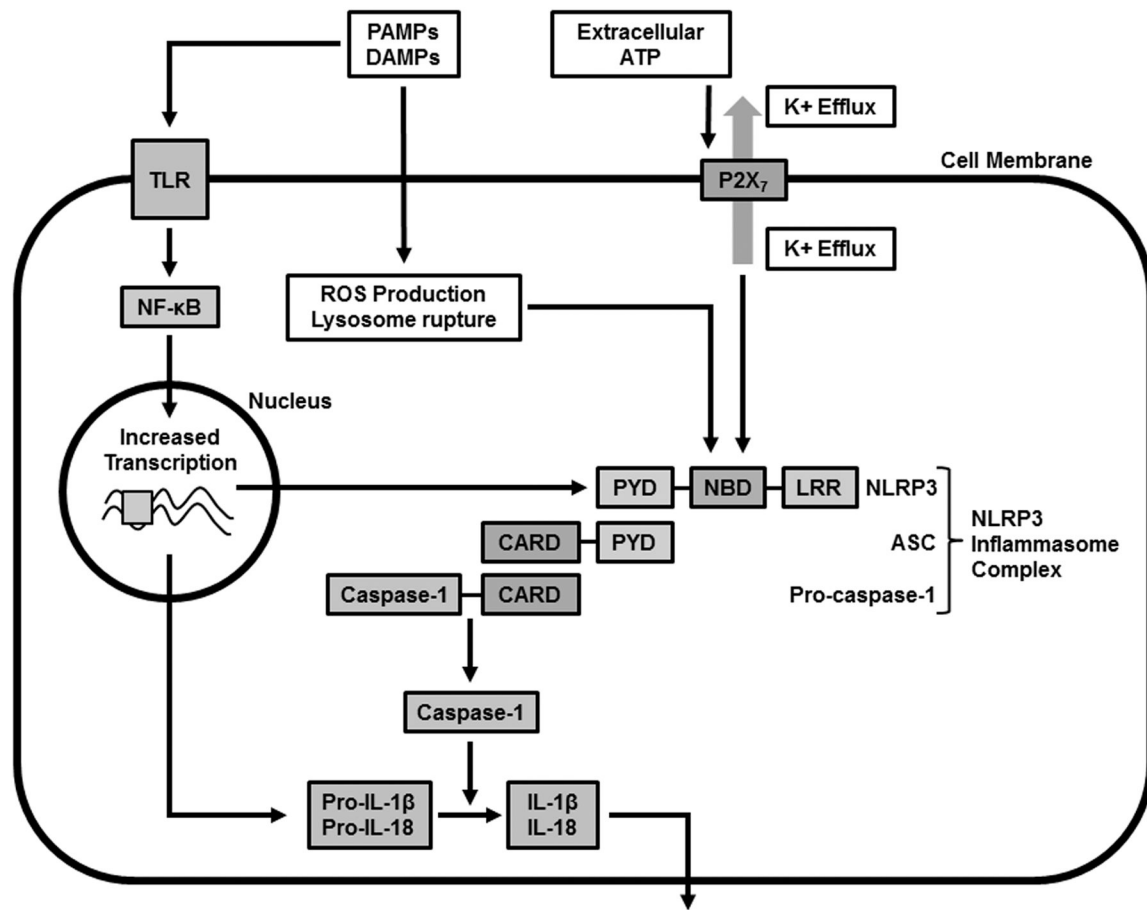 PAMPs
DAMPs
Extracellular
ATP
K+ Efflux
Cell Membrane
TLR
P2X₇
K+ Efflux
NF-κB
ROS Production
Lysosome rupture
Nucleus
Increased
Transcription
PYD
NBD
LRR
NLRP3
CARD
PYD
ASC
NLRP3
Inflammasome
Complex
Caspase-1
CARD
Pro-caspase-1
Caspase-1
Pro-IL-1β
Pro-IL-18
IL-1β
IL-18